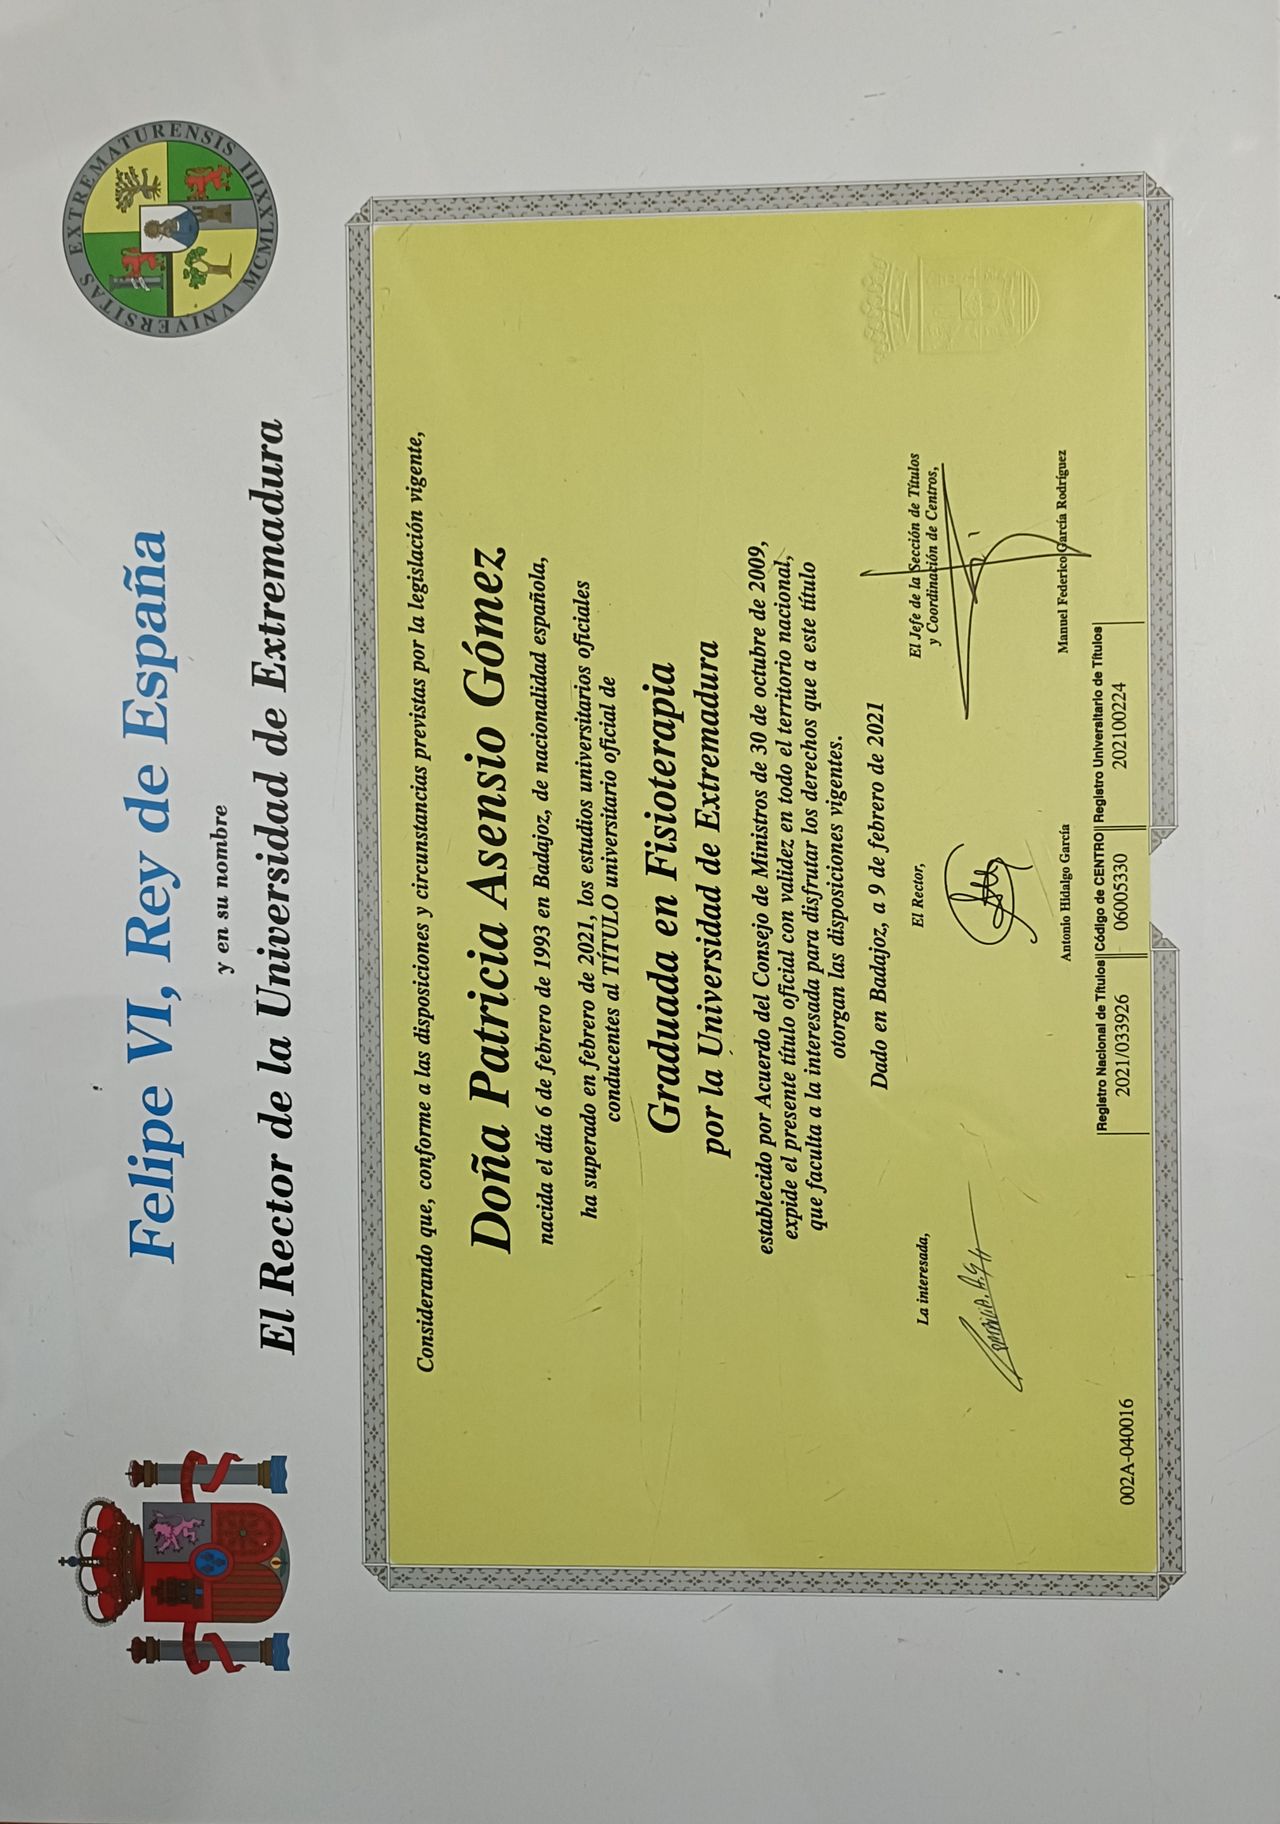 VNIVERSITAS EXTREMATURENSIS MCMLXXIII
Felipe VI, Rey de España
y en su nombre
El Rector de la Universidad de Extremadura
Considerando que, conforme a las disposiciones y circunstancias previstas por la legislación vigente,
Doña Patricia Asensio Gómez
nacida el día 6 de febrero de 1993 en Badajoz, de nacionalidad española,
ha superado en febrero de 2021, los estudios universitarios oficiales
conducentes al TÍTULO universitario oficial de
Graduada en Fisioterapia
por la Universidad de Extremadura
establecido por Acuerdo del Consejo de Ministros de 30 de octubre de 2009,
expide el presente título oficial con validez en todo el territorio nacional,
que faculta a la interesada para disfrutar los derechos que a este título
otorgan las disposiciones vigentes.
Dado en Badajoz, a 9 de febrero de 2021
La interesada,
El Rector,
El Jefe de la Sección de Títulos
y Coordinación de Centros,
Antonio Hidalgo García
Manuel Federico García Rodríguez
002A-040016
Registro Nacional de Títulos
2021/033926
Código de CENTRO
06005330
Registro Universitario de Títulos
202100224